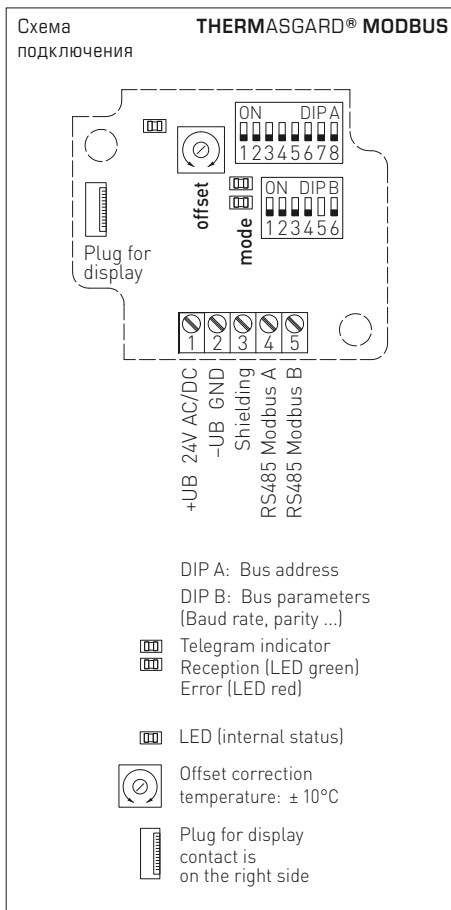 Схема
подключения
THERMASGARD® MODBUS
ON DIP A
1 2 3 4 5 6 7 8
ON DIP B
1 2 3 4 5 6
offset
mode
Plug for
display
1 2 3 4 5
+UB 24V AC/DC
–UB GND
Shielding
RS485 Modbus A
RS485 Modbus B
DIP A: Bus address
DIP B: Bus parameters
(Baud rate, parity ...)
Telegram indicator
Reception (LED green)
Error (LED red)
LED (internal status)
Offset correction
temperature: ± 10°C
Plug for display
contact is
on the right side